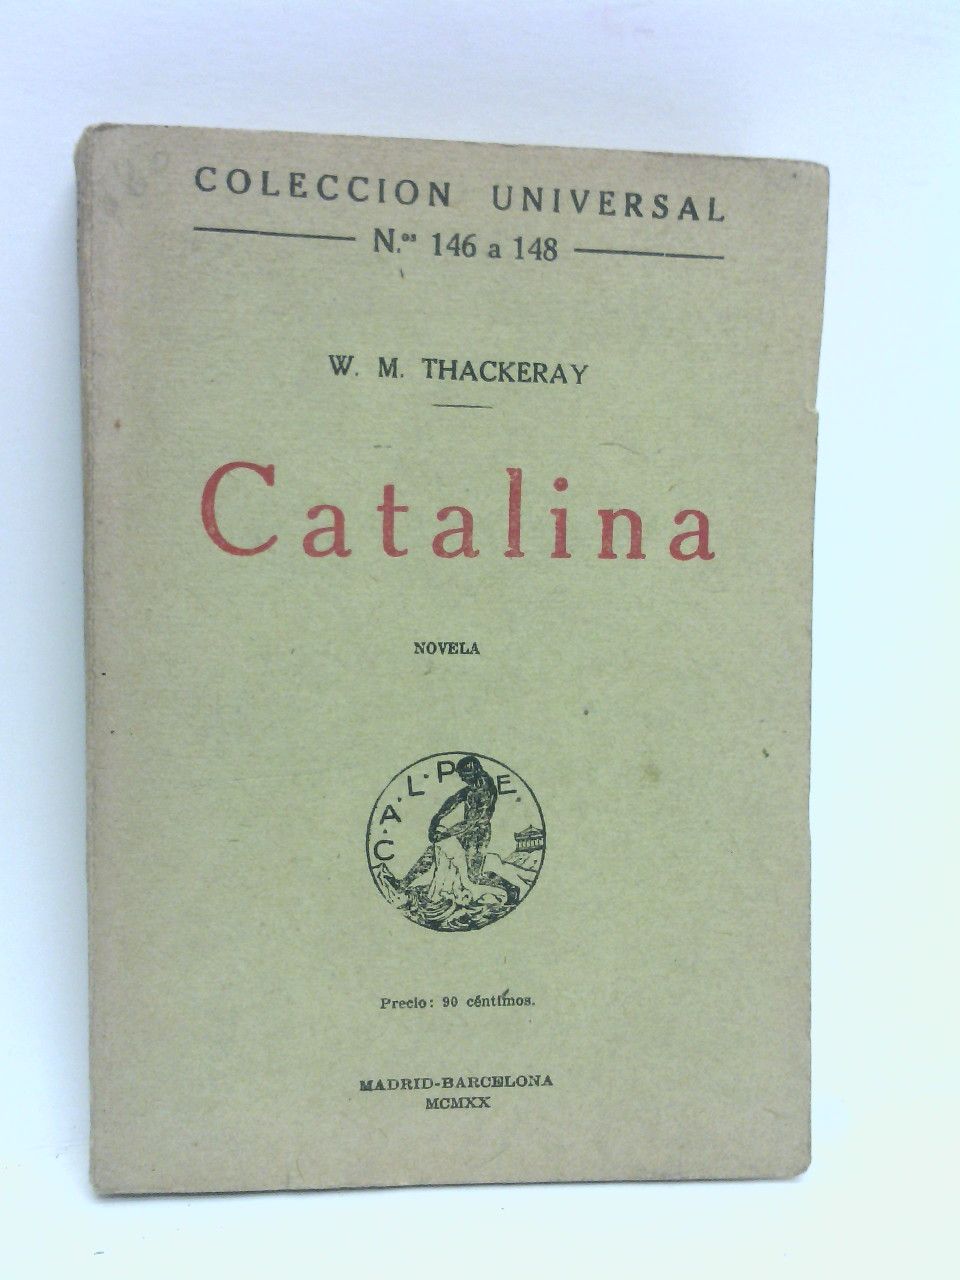 COLECCION UNIVERSAL
N.os 146 a 148
W. M. THACKERAY
Catalina
NOVELA
C.A.L.P.E.
Precio: 90 céntimos.
MADRID-BARCELONA
MCMXX